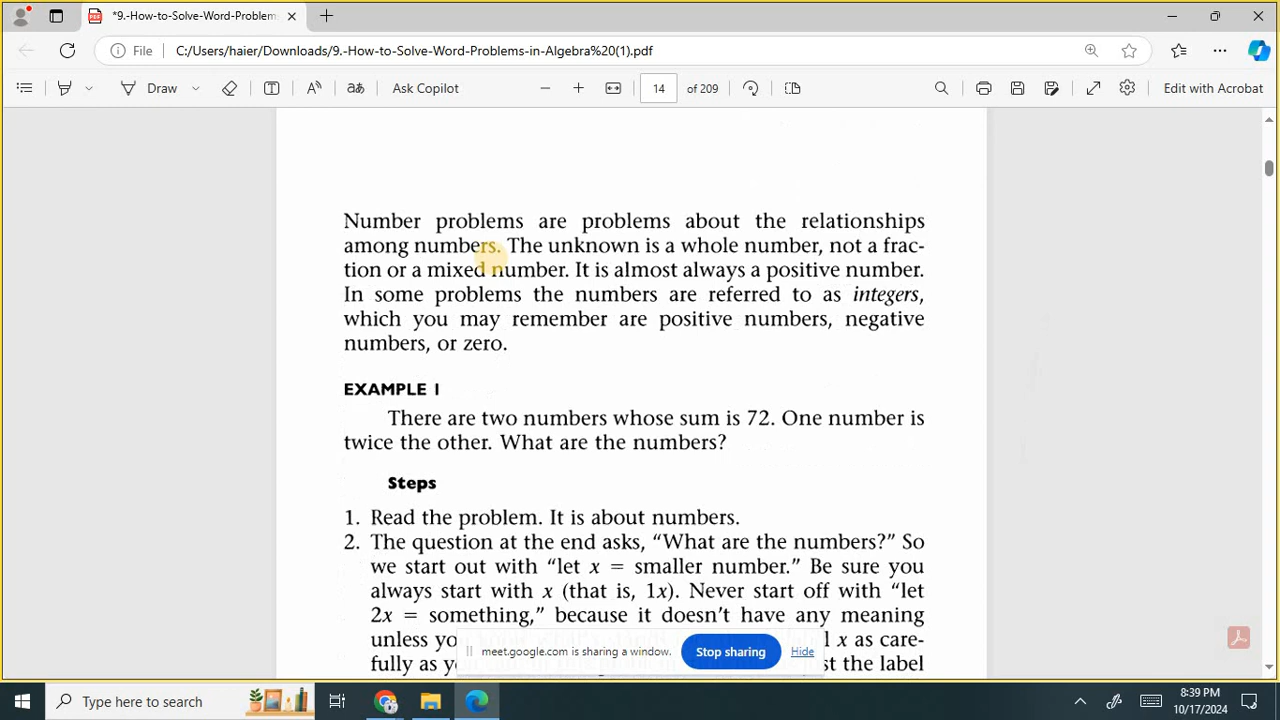 *9.-How-to-Solve-Word-Problem
File C:/Users/haier/Downloads/9.-How-to-Solve-Word-Problems-in-Algebra%20(1).pdf
Draw
Ask Copilot
14 of 209
Edit with Acrobat
Number problems are problems about the relationships
among numbers. The unknown is a whole number, not a frac-
tion or a mixed number. It is almost always a positive number.
In some problems the numbers are referred to as integers,
which you may remember are positive numbers, negative
numbers, or zero.
EXAMPLE 1
There are two numbers whose sum is 72. One number is
twice the other. What are the numbers?
Steps
1. Read the problem. It is about numbers.
2. The question at the end asks, “What are the numbers?” So
we start out with “let x = smaller number.” Be sure you
always start with x (that is, 1x). Never start off with “let
2x = something,” because it doesn’t have any meaning
unless x as care-
fully as the label
meet.google.com is sharing a window.
Stop sharing
Hide
Type here to search
8:39 PM
10/17/2024